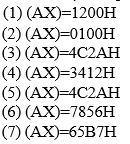 (1) (AX)=1200H
(2) (AX)=0100H
(3) (AX)=4C2AH
(4) (AX)=3412H
(5) (AX)=4C2AH
(6) (AX)=7856H
(7) (AX)=65B7H